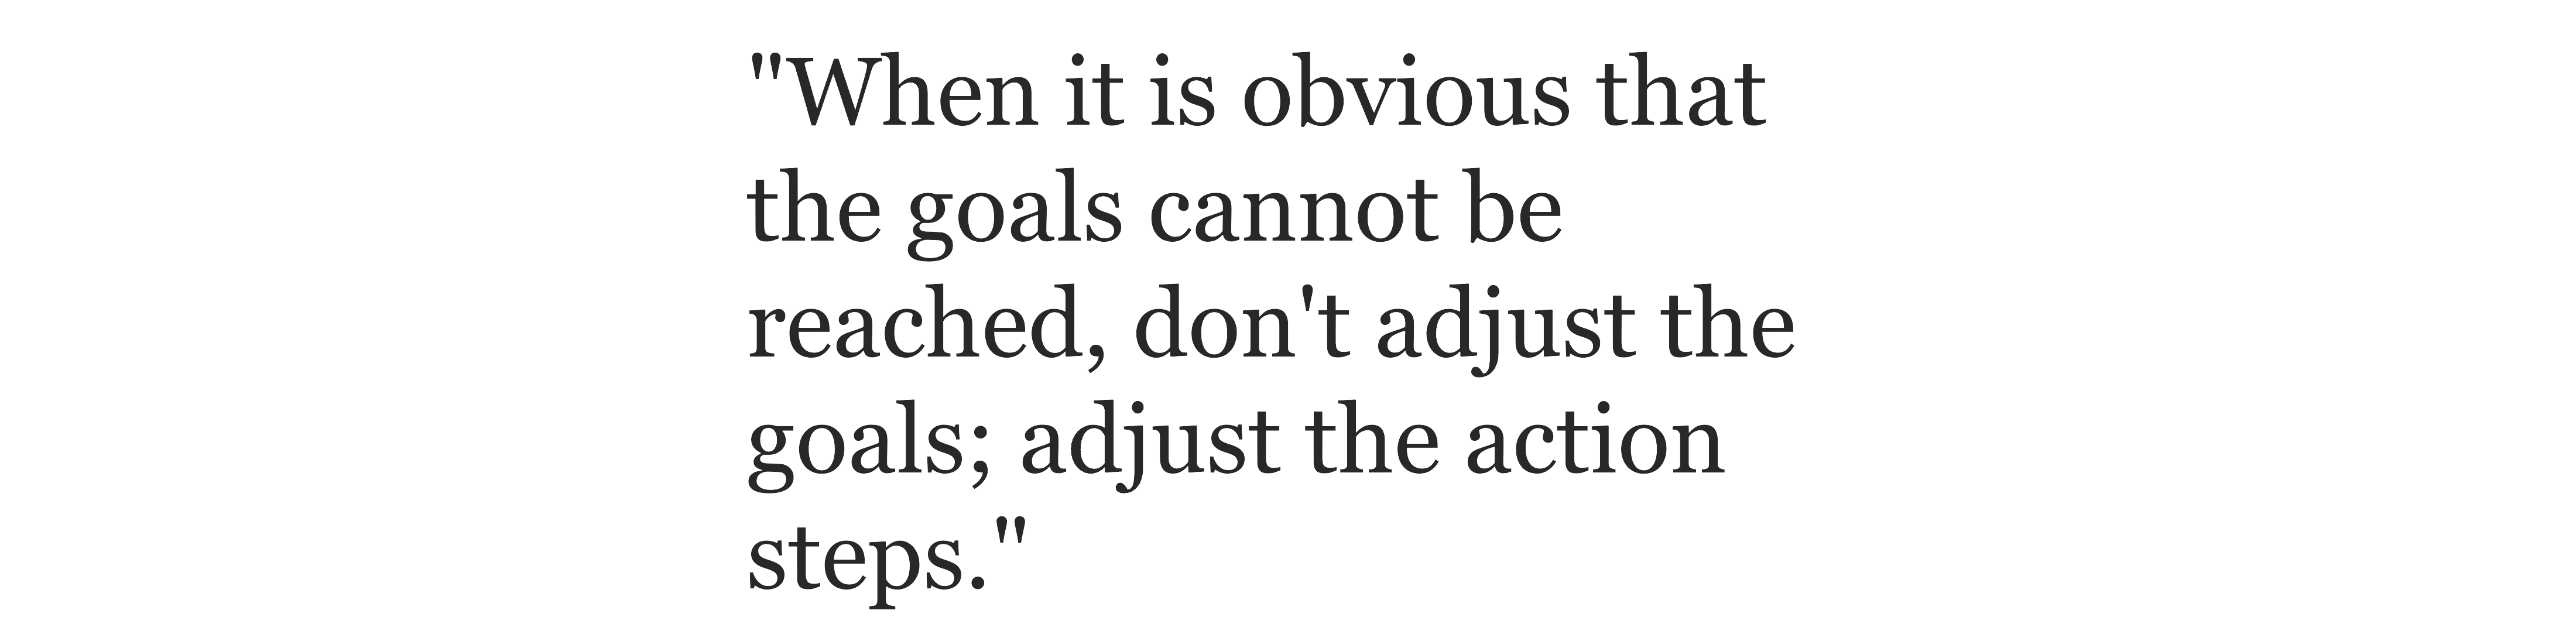 "When it is obvious that
the goals cannot be
reached, don't adjust the
goals; adjust the action
steps."